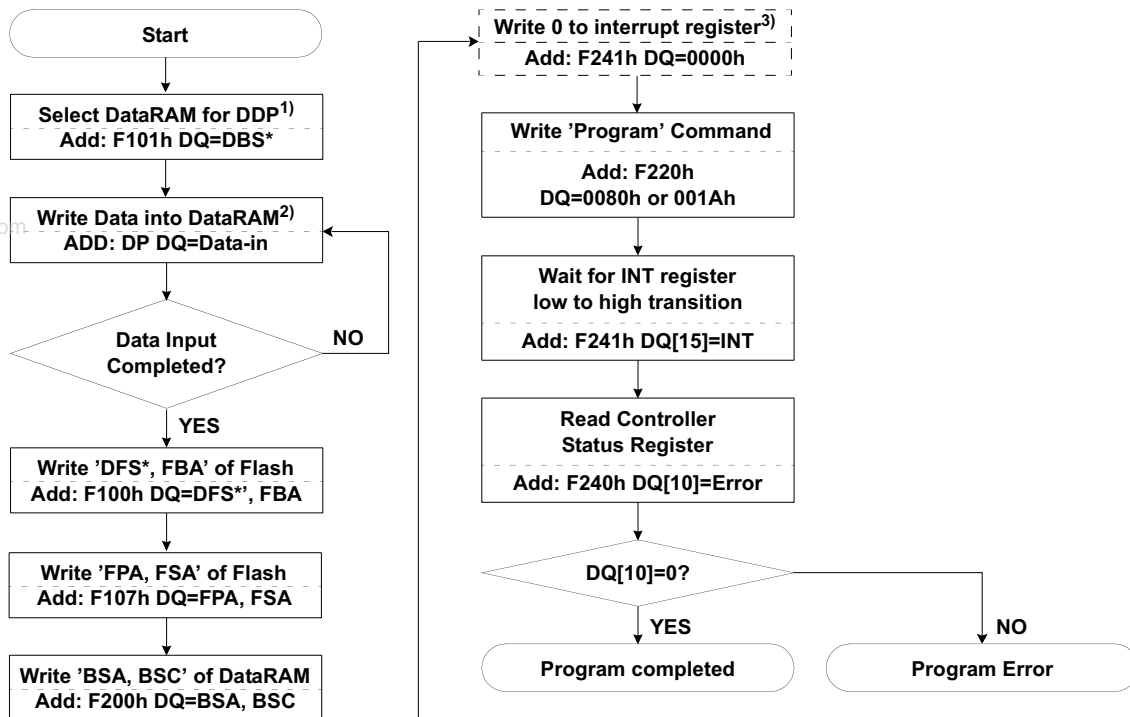 Start
Select DataRAM for DDP1)
Add: F101h DQ=DBS*
Write Data into DataRAM2)
ADD: DP DQ=Data-in
om
Data Input
Completed?
NO
YES
Write 'DFS*, FBA' of Flash
Add: F100h DQ=DFS*', FBA
Write 'FPA, FSA' of Flash
Add: F107h DQ=FPA, FSA
Write 'BSA, BSC' of DataRAM
Add: F200h DQ=BSA, BSC
Write 0 to interrupt register3)
Add: F241h DQ=0000h
Write 'Program' Command
Add: F220h
DQ=0080h or 001Ah
Wait for INT register
low to high transition
Add: F241h DQ[15]=INT
Read Controller
Status Register
Add: F240h DQ[10]=Error
DQ[10]=0?
YES
NO
Program completed
Program Error